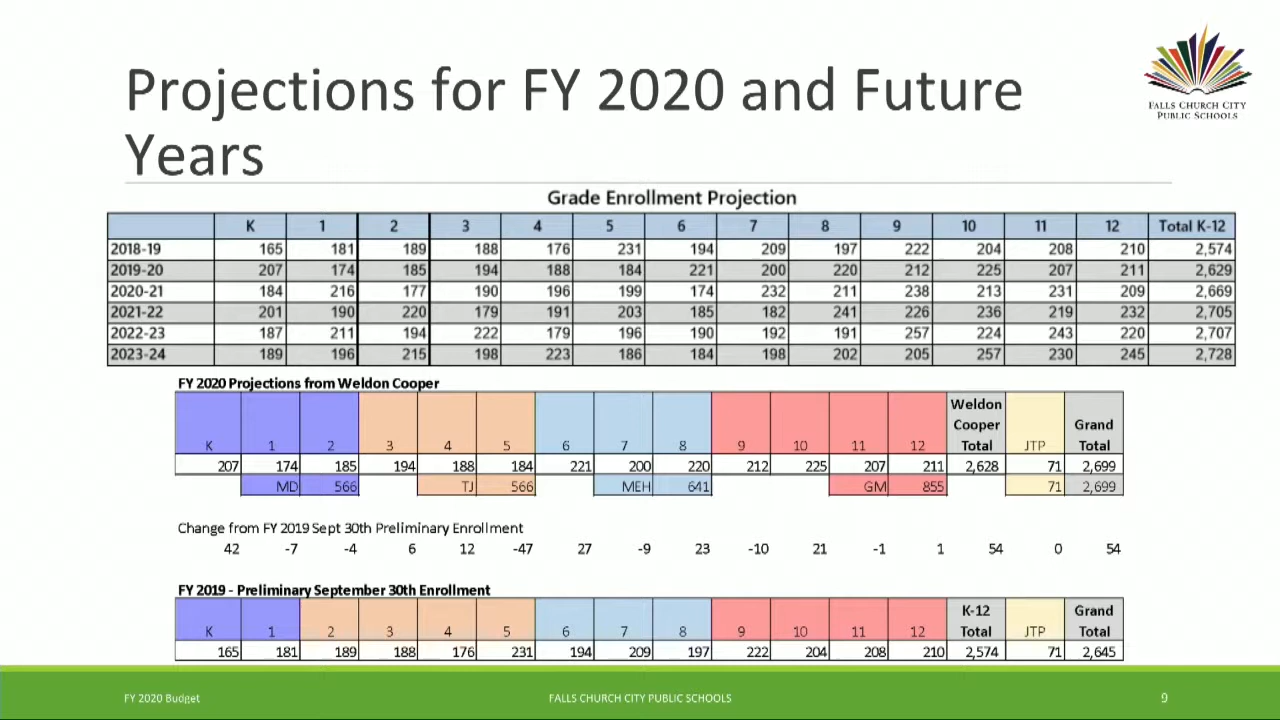 Projections for FY 2020 and Future
Years
FALLS CHURCH CITY
PUBLIC SCHOOLS
Grade Enrollment Projection
K 1 2 3 4 5 6 7 8 9 10 11 12 Total K-12
2018-19 165 181 189 188 176 231 194 209 197 222 204 208 210 2,574
2019-20 207 174 185 194 188 184 221 200 220 212 225 207 211 2,629
2020-21 184 216 177 190 196 199 174 232 211 238 213 231 209 2,669
2021-22 201 190 220 179 191 203 185 182 241 226 236 219 232 2,705
2022-23 187 211 194 222 179 196 190 192 191 257 224 243 220 2,707
2023-24 189 196 215 198 223 186 184 198 202 205 257 230 245 2,728
FY 2020 Projections from Weldon Cooper
Weldon
Cooper Grand
K 1 2 3 4 5 6 7 8 9 10 11 12 Total JTP Total
207 174 185 194 188 184 221 200 220 212 225 207 211 2,628 71 2,699
MD 566 TJ 566 MEH 641 GM 855 71 2,699
Change from FY 2019 Sept 30th Preliminary Enrollment
42 -7 -4 6 12 -47 27 -9 23 -10 21 -1 1 54 0 54
FY 2019 - Preliminary September 30th Enrollment
K-12 Grand
K 1 2 3 4 5 6 7 8 9 10 11 12 Total JTP Total
165 181 189 188 176 231 194 209 197 222 204 208 210 2,574 71 2,645
FY 2020 Budget FALLS CHURCH CITY PUBLIC SCHOOLS 9